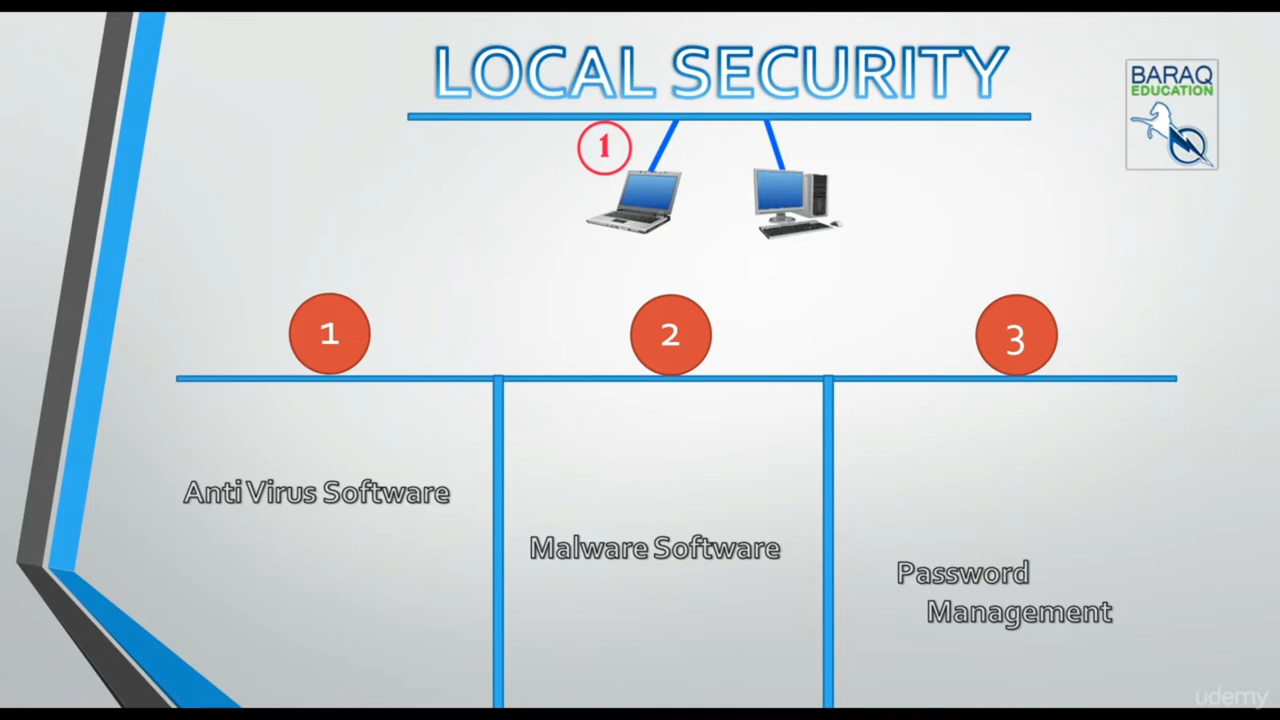 LOCAL SECURITY
BARAQ
EDUCATION
1
1
2
3
Anti Virus Software
Malware Software
Password
Management
udemy